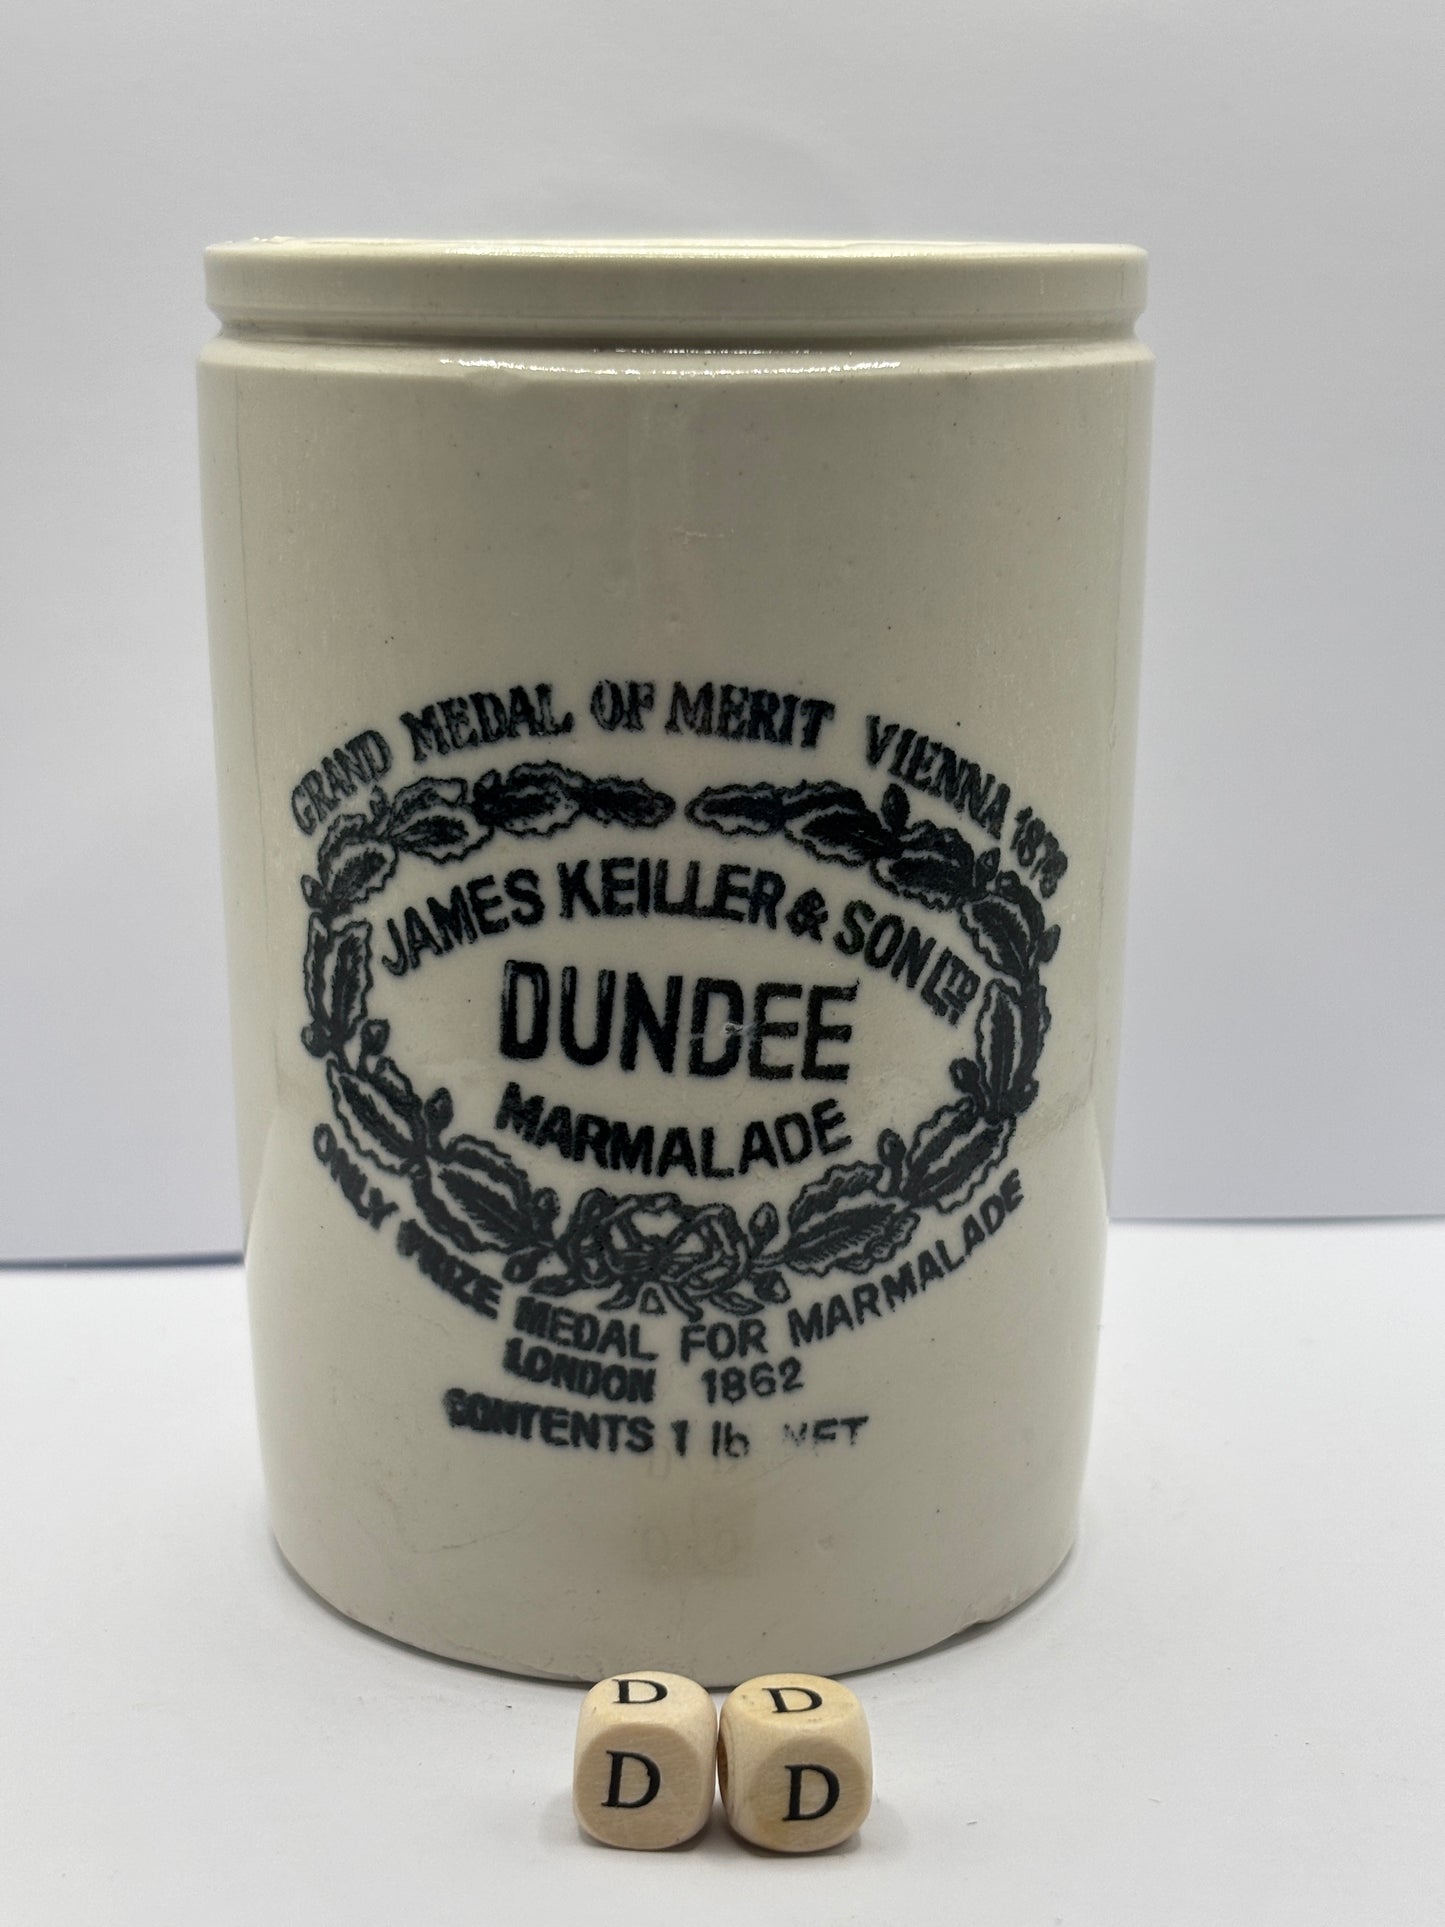 GRAND MEDAL OF MERIT VIENNA 1873
JAMES KEILLER & SON LTD.
DUNDEE
MARMALADE
ONLY PRIZE MEDAL FOR MARMALADE
LONDON 1862
CONTENTS 1 lb NET
D D
D D